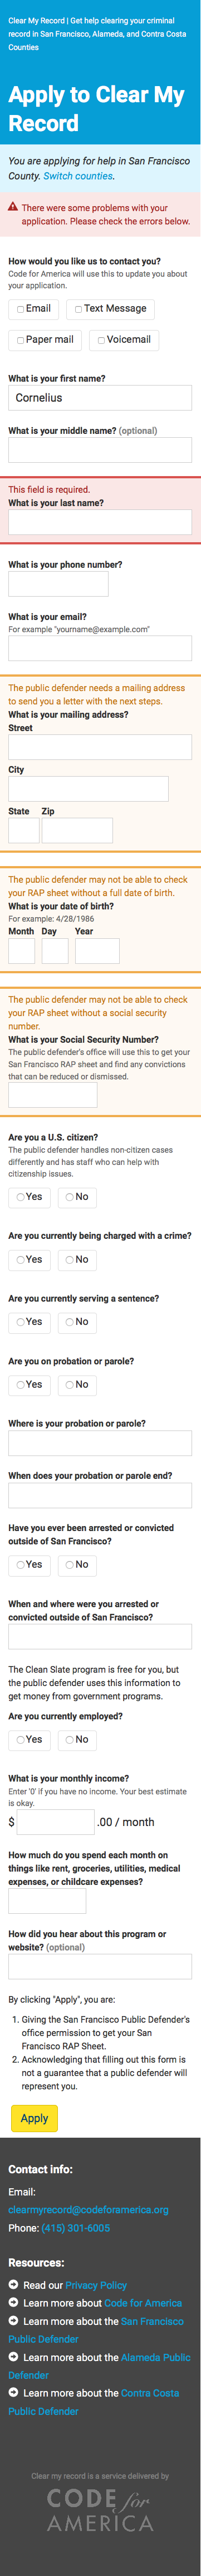 Clear My Record | Get help clearing your criminal
record in San Francisco, Alameda, and Contra Costa
Counties
Apply to Clear My
Record
You are applying for help in San Francisco
County. Switch counties.
There were some problems with your
application. Please check the errors below.
How would you like us to contact you?
Code for America will use this to update you about
your application.
Email Text Message
Paper mail Voicemail
What is your first name?
Cornelius
What is your middle name? (optional)
This field is required.
What is your last name?
What is your phone number?
What is your email?
For example "yourname@example.com"
The public defender needs a mailing address
to send you a letter with the next steps.
What is your mailing address?
Street
City
State Zip
The public defender may not be able to check
your RAP sheet without a full date of birth.
What is your date of birth?
For example: 4/28/1986
Month Day Year
The public defender may not be able to check
your RAP sheet without a social security
number.
What is your Social Security Number?
The public defender's office will use this to get your
San Francisco RAP sheet and find any convictions
that can be reduced or dismissed.
Are you a U.S. citizen?
The public defender handles non-citizen cases
differently and has staff who can help with
citizenship issues.
Yes No
Are you currently being charged with a crime?
Yes No
Are you currently serving a sentence?
Yes No
Are you on probation or parole?
Yes No
Where is your probation or parole?
When does your probation or parole end?
Have you ever been arrested or convicted
outside of San Francisco?
Yes No
When and where were you arrested or
convicted outside of San Francisco?
The Clean Slate program is free for you, but
the public defender uses this information to
get money from government programs.
Are you currently employed?
Yes No
What is your monthly income?
Enter '0' if you have no income. Your best estimate
is okay.
$ .00 / month
How much do you spend each month on
things like rent, groceries, utilities, medical
expenses, or childcare expenses?
How did you hear about this program or
website? (optional)
By clicking "Apply", you are:
1. Giving the San Francisco Public Defender's
office permission to get your San
Francisco RAP Sheet.
2. Acknowledging that filling out this form is
not a guarantee that a public defender will
represent you.
Apply
Contact info:
Email:
clearmyrecord@codeforamerica.org
Phone: (415) 301-6005
Resources:
Read our Privacy Policy
Learn more about Code for America
Learn more about the San Francisco
Public Defender
Learn more about the Alameda Public
Defender
Learn more about the Contra Costa
Public Defender
Clear my record is a service delivered by
CODE for
AMERICA